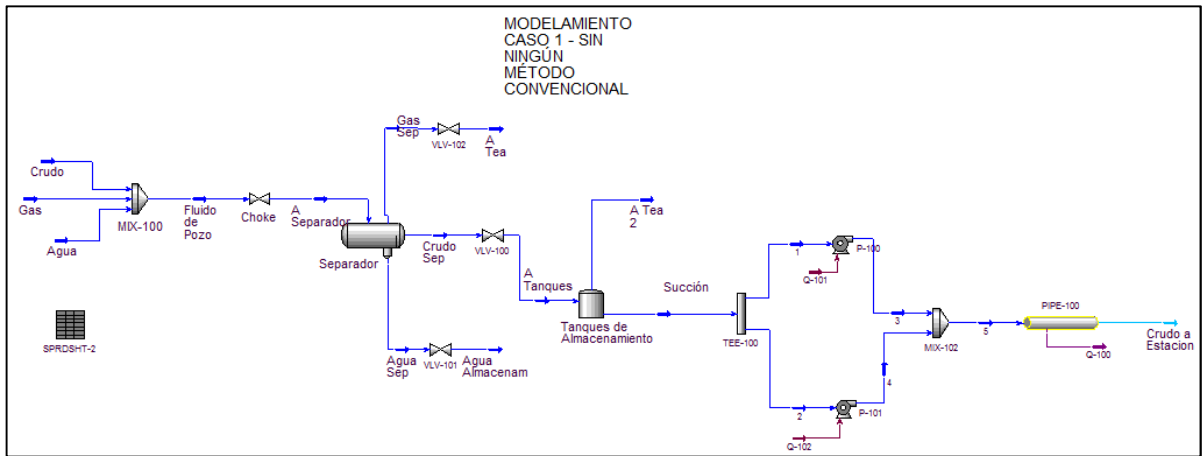 MODELAMIENTO
CASO 1 - SIN
NINGÚN
MÉTODO
CONVENCIONAL
Gas
Sep
VLV-102
A
Tea
Crudo
Gas
Agua
MIX-100
Fluido
de
Pozo
Choke
A
Separador
Separador
Crudo
Sep
VLV-100
A
Tanques
A Tea
2
Tanques de
Almacenamiento
Succión
Agua
Sep
VLV-101
Agua
Almacenam
SPRDSHT-2
TEE-100
1
P-100
Q-101
3
2
P-101
Q-102
4
MIX-102
5
PIPE-100
Q-100
Crudo a
Estacion